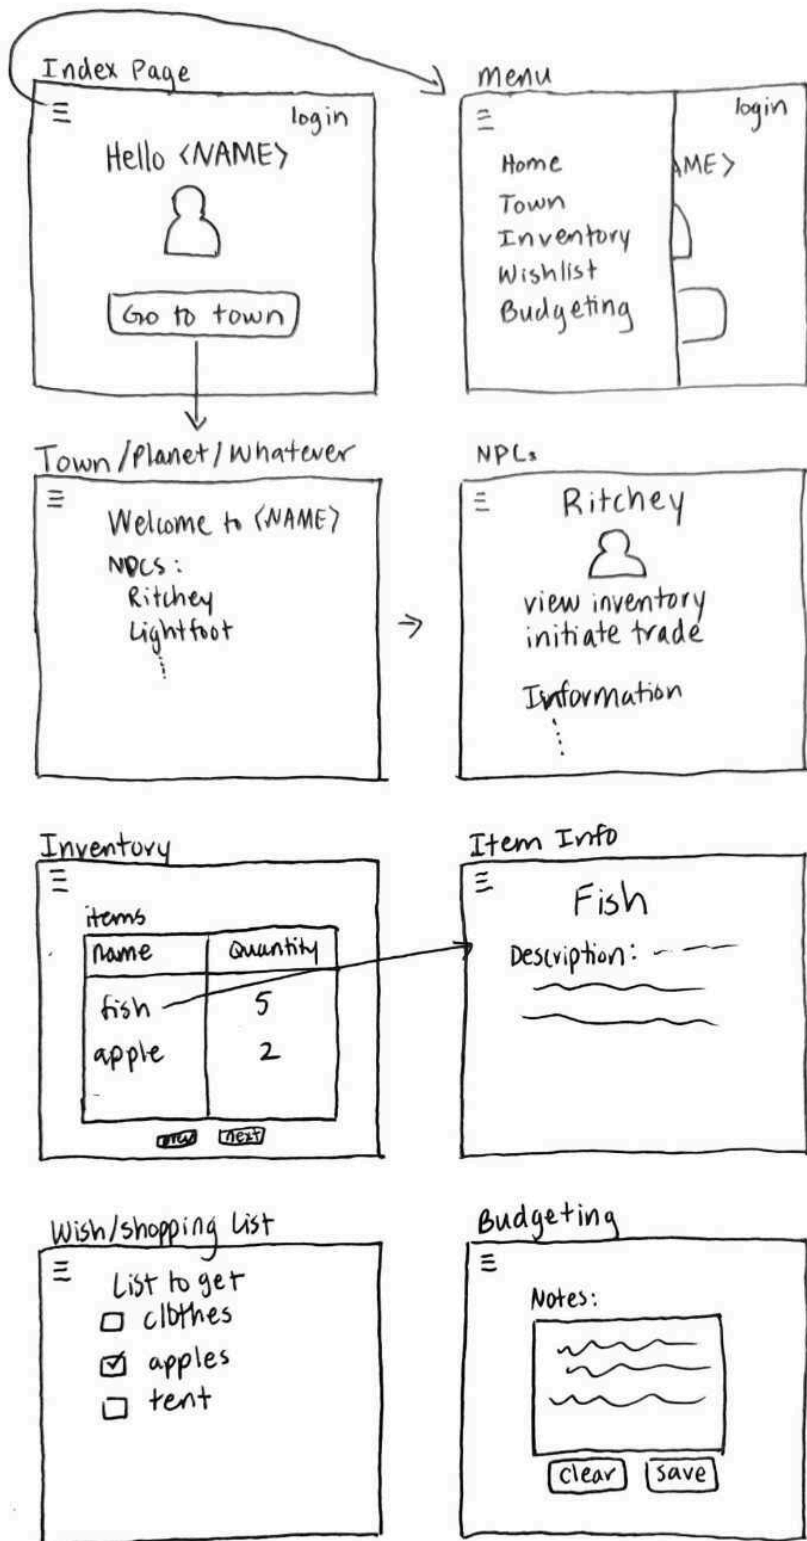 Index Page
login
Hello <NAME>
Go to town
menu
login
Home
AME>
Town
Inventory
Wishlist
Budgeting
Town/Planet/Whatever
Welcome to <NAME>
NPCS:
Ritchey
Lightfoot
NPCs
Ritchey
view inventory
initiate trade
Information
Inventory
items
name Quantity
fish 5
apple 2
prev next
Item Info
Fish
Description:
Wish/Shopping List
List to get
clothes
apples
tent
Budgeting
Notes:
clear save